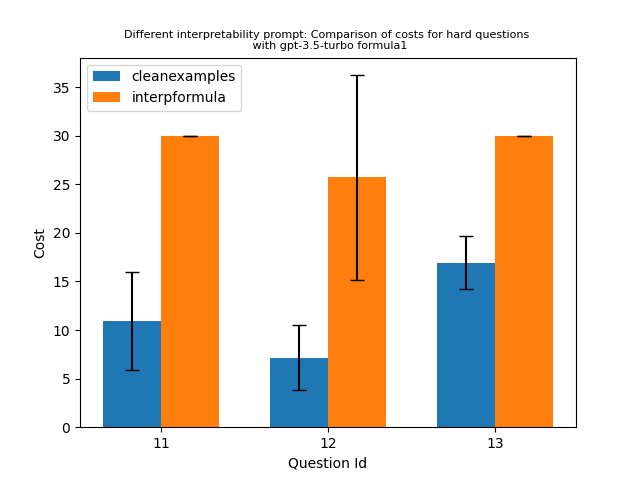 Different interpretability prompt: Comparison of costs for hard questions
with gpt-3.5-turbo formula1
cleanexamples
interpformula
35
30
25
20
15
10
5
0
Cost
11 12 13
Question Id